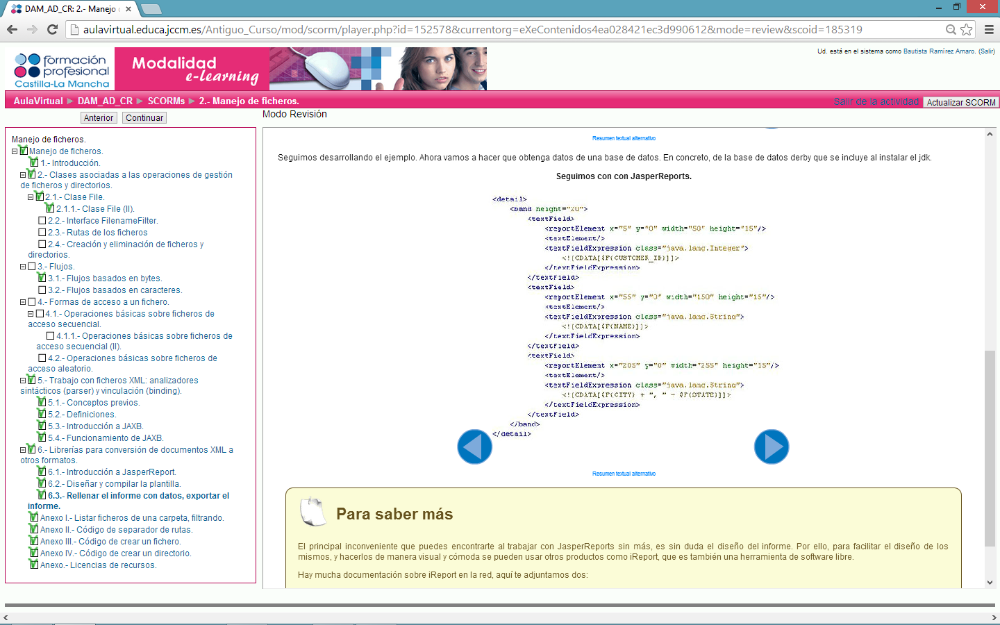 DAM_AD_CR: 2.- Manejo
aulavirtual.educa.jccm.es/Antiguo_Curso/mod/scorm/player.php?id=152578&currentorg=eXeContenidos4ea028421ec3d990612&mode=review&scoid=185319
formación
profesional
Castilla-La Mancha
Modalidad
e-learning
Ud. está en el sistema como Bautista Ramírez Amaro. (Salir)
AulaVirtual ► DAM_AD_CR ► SCORMs ► 2.- Manejo de ficheros.
Salir de la actividad
Actualizar SCORM
Anterior
Continuar
Modo Revisión
Manejo de ficheros.
Manejo de ficheros.
1.- Introducción.
2.- Clases asociadas a las operaciones de gestión
de ficheros y directorios.
2.1.- Clase File.
2.1.1.- Clase File (II).
2.2.- Interface FilenameFilter.
2.3.- Rutas de los ficheros
2.4.- Creación y eliminación de ficheros y
directorios.
3.- Flujos.
3.1.- Flujos basados en bytes.
3.2.- Flujos basados en caracteres.
4.- Formas de acceso a un fichero.
4.1.- Operaciones básicas sobre ficheros de
acceso secuencial.
4.1.1.- Operaciones básicas sobre ficheros de
acceso secuencial (II).
4.2.- Operaciones básicas sobre ficheros de
acceso aleatorio.
5.- Trabajo con ficheros XML: analizadores
sintácticos (parser) y vinculación (binding).
5.1.- Conceptos previos.
5.2.- Definiciones.
5.3.- Introducción a JAXB.
5.4.- Funcionamiento de JAXB.
6.- Librerías para conversión de documentos XML a
otros formatos.
6.1.- Introducción a JasperReport.
6.2.- Diseñar y compilar la plantilla.
6.3.- Rellenar el informe con datos, exportar el
informe.
Anexo I.- Listar ficheros de una carpeta, filtrando.
Anexo II.- Código de separador de rutas.
Anexo III.- Código de crear un fichero.
Anexo IV.- Código de crear un directorio.
Anexo.- Licencias de recursos.
Resumen textual alternativo
Seguimos desarrollando el ejemplo. Ahora vamos a hacer que obtenga datos de una base de datos. En concreto, de la base de datos derby que se incluye al instalar el jdk.
Seguimos con con JasperReports.
<detail>
<band height="20">
<textField>
<reportElement x="5" y="0" width="50" height="15"/>
<textElement/>
<textFieldExpression class="java.lang.Integer">
<![CDATA[$F{CUSTOMER_ID}]]>
</textFieldExpression>
</textField>
<textField>
<reportElement x="55" y="0" width="150" height="15"/>
<textElement/>
<textFieldExpression class="java.lang.String">
<![CDATA[$F{NAME}]]>
</textFieldExpression>
</textField>
<textField>
<reportElement x="205" y="0" width="255" height="15"/>
<textElement/>
<textFieldExpression class="java.lang.String">
<![CDATA[$F{CITY} + ", " + $F{STATE}]]>
</textFieldExpression>
</textField>
</band>
</detail>
Resumen textual alternativo
Para saber más
El principal inconveniente que puedes encontrarte al trabajar con JasperReports sin más, es sin duda el diseño del informe. Por ello, para facilitar el diseño de los
mismos, y hacerlos de manera visual y cómoda se pueden usar otros productos como iReport, que es también una herramienta de software libre.
Hay mucha documentación sobre iReport en la red, aquí te adjuntamos dos: